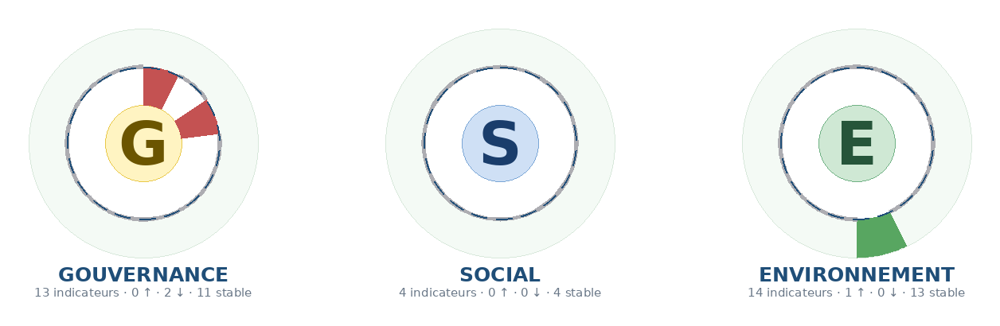 G
S
E
GOUVERNANCE
13 indicateurs · 0 ↑ · 2 ↓ · 11 stable
SOCIAL
4 indicateurs · 0 ↑ · 0 ↓ · 4 stable
ENVIRONNEMENT
14 indicateurs · 1 ↑ · 0 ↓ · 13 stable